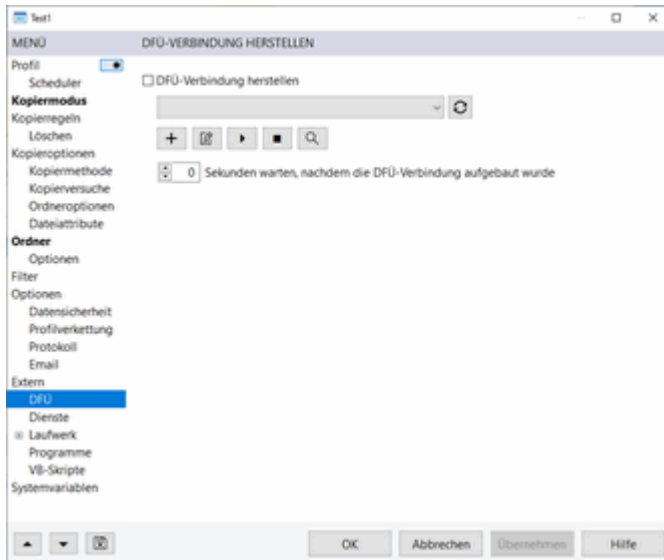 Test1
MENÜ
DFÜ-VERBINDUNG HERSTELLEN
Profil
Scheduler
Kopiermodus
Kopierregeln
Löschen
Kopieroptionen
Kopiermethode
Kopierversuche
Ordneroptionen
Dateiattribute
Ordner
Optionen
Filter
Optionen
Datensicherheit
Profilverkettung
Protokoll
Email
Extern
DFÜ
Dienste
Laufwerk
Programme
VB-Skripte
Systemvariablen
DFÜ-Verbindung herstellen
0 Sekunden warten, nachdem die DFÜ-Verbindung aufgebaut wurde
OK
Abbrechen
Übernehmen
Hilfe